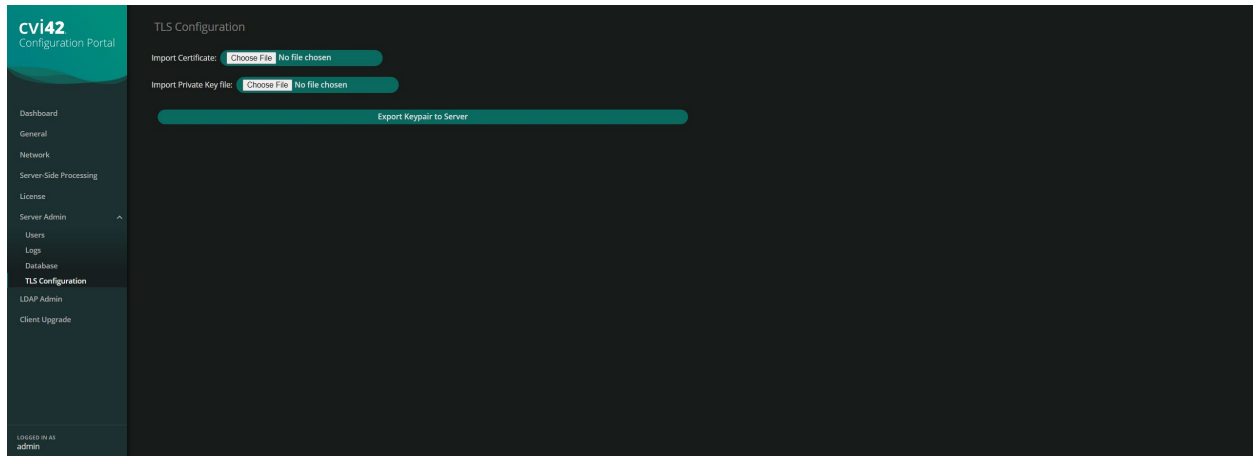 cvi42
Configuration Portal
Dashboard
General
Network
Server-Side Processing
License
Server Admin
Users
Logs
Database
TLS Configuration
LDAP Admin
Client Upgrade
LOGGED IN AS
admin
TLS Configuration
Import Certificate: Choose File No file chosen
Import Private Key file: Choose File No file chosen
Export Keypair to Server